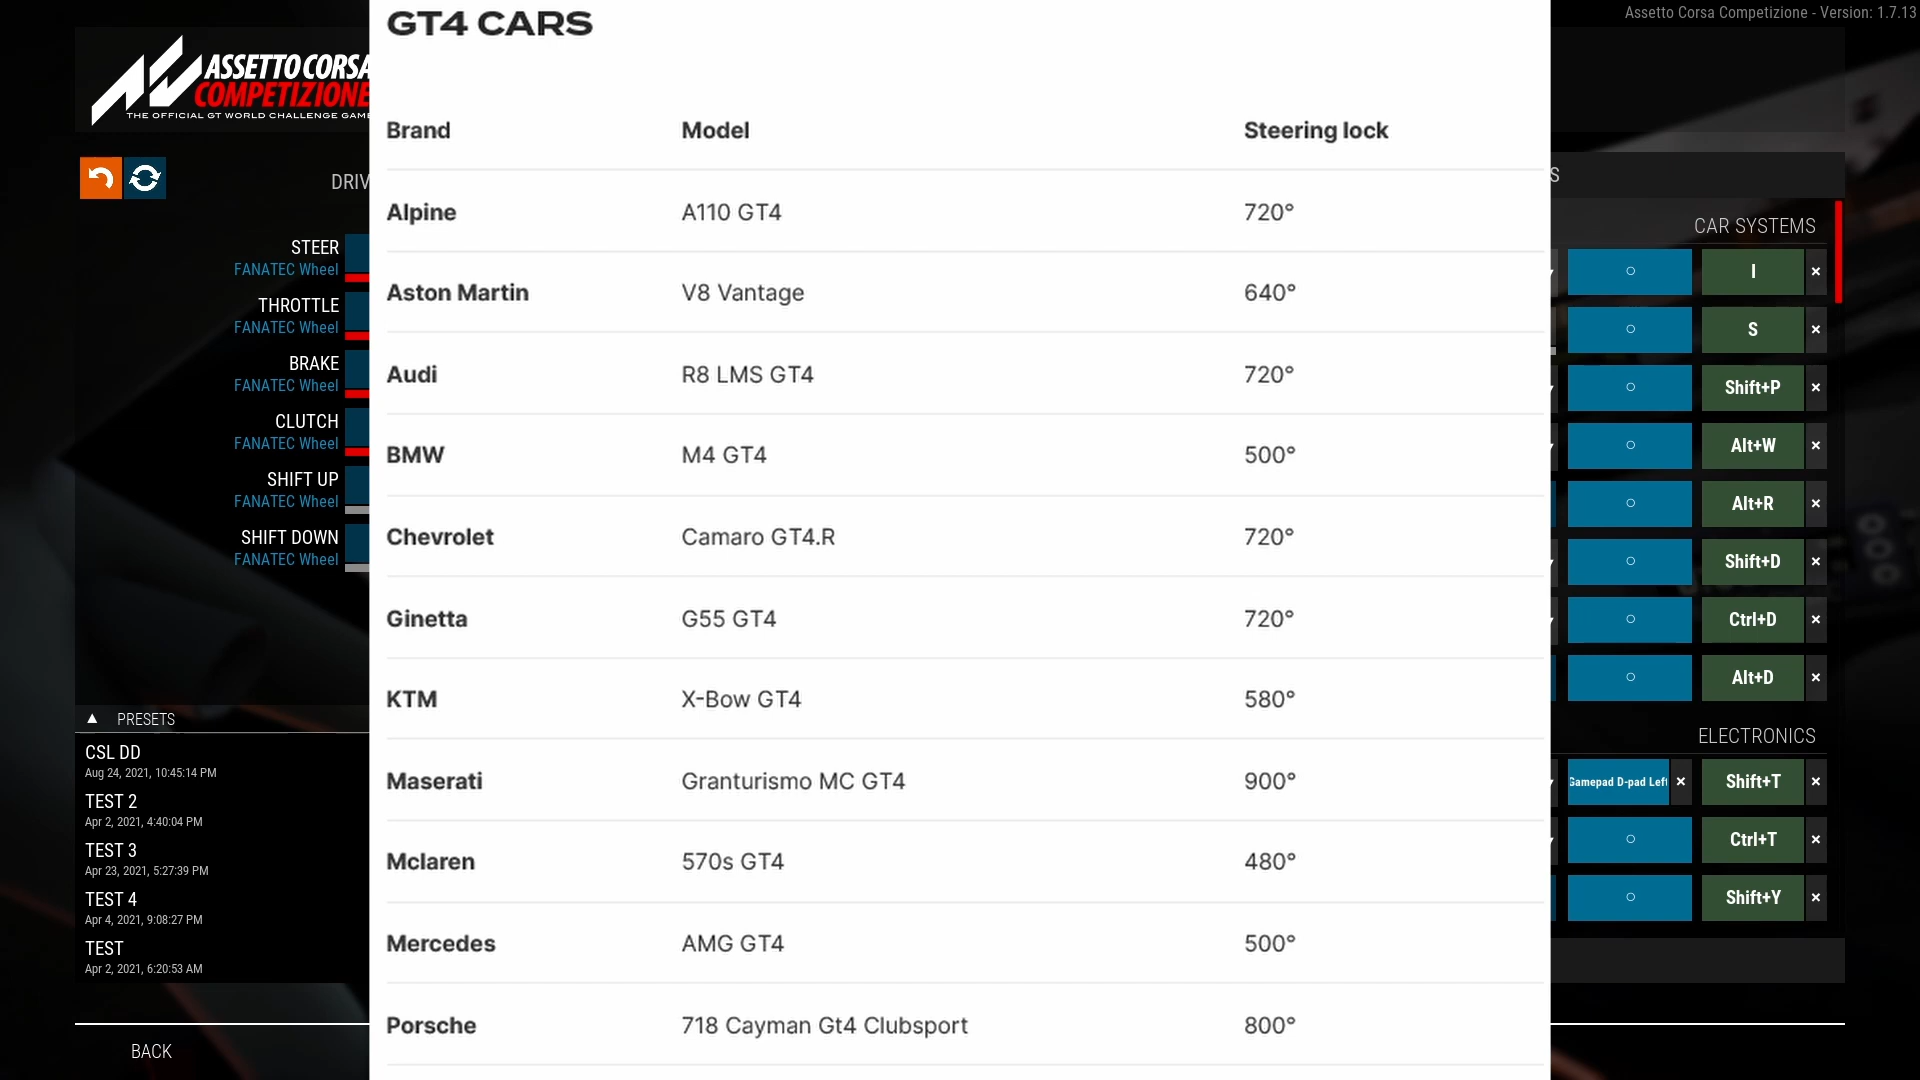 Assetto Corsa Competizione - Version: 1.7.13
ASSETTO CORSA
COMPETIZIONE
THE OFFICIAL GT WORLD CHALLENGE GAME
GT4 CARS
Brand Model Steering lock
Alpine A110 GT4 720°
Aston Martin V8 Vantage 640°
Audi R8 LMS GT4 720°
BMW M4 GT4 500°
Chevrolet Camaro GT4.R 720°
Ginetta G55 GT4 720°
KTM X-Bow GT4 580°
Maserati Granturismo MC GT4 900°
Mclaren 570s GT4 480°
Mercedes AMG GT4 500°
Porsche 718 Cayman Gt4 Clubsport 800°
DRIV
STEER
FANATEC Wheel
THROTTLE
FANATEC Wheel
BRAKE
FANATEC Wheel
CLUTCH
FANATEC Wheel
SHIFT UP
FANATEC Wheel
SHIFT DOWN
FANATEC Wheel
▲ PRESETS
CSL DD
Aug 24, 2021, 10:45:14 PM
TEST 2
Apr 2, 2021, 4:40:04 PM
TEST 3
Apr 23, 2021, 5:27:39 PM
TEST 4
Apr 4, 2021, 9:08:27 PM
TEST
Apr 2, 2021, 6:20:53 AM
BACK
S
CAR SYSTEMS
I ×
S ×
Shift+P ×
Alt+W ×
Alt+R ×
Shift+D ×
Ctrl+D ×
Alt+D ×
ELECTRONICS
Gamepad D-pad Left × Shift+T ×
Ctrl+T ×
Shift+Y ×